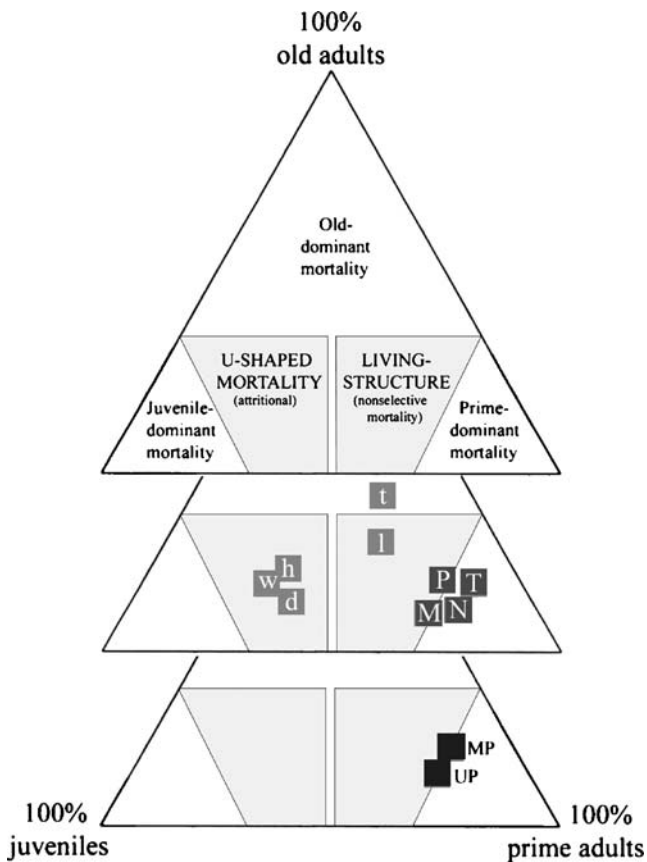 100%
old adults
Old-
dominant
mortality
U-SHAPED
MORTALITY
(attritional)
LIVING-
STRUCTURE
(nonselective
mortality)
Juvenile-
dominant
mortality
Prime-
dominant
mortality
t
l
h
w
d
P
T
M
N
MP
UP
100%
juveniles
100%
prime adults